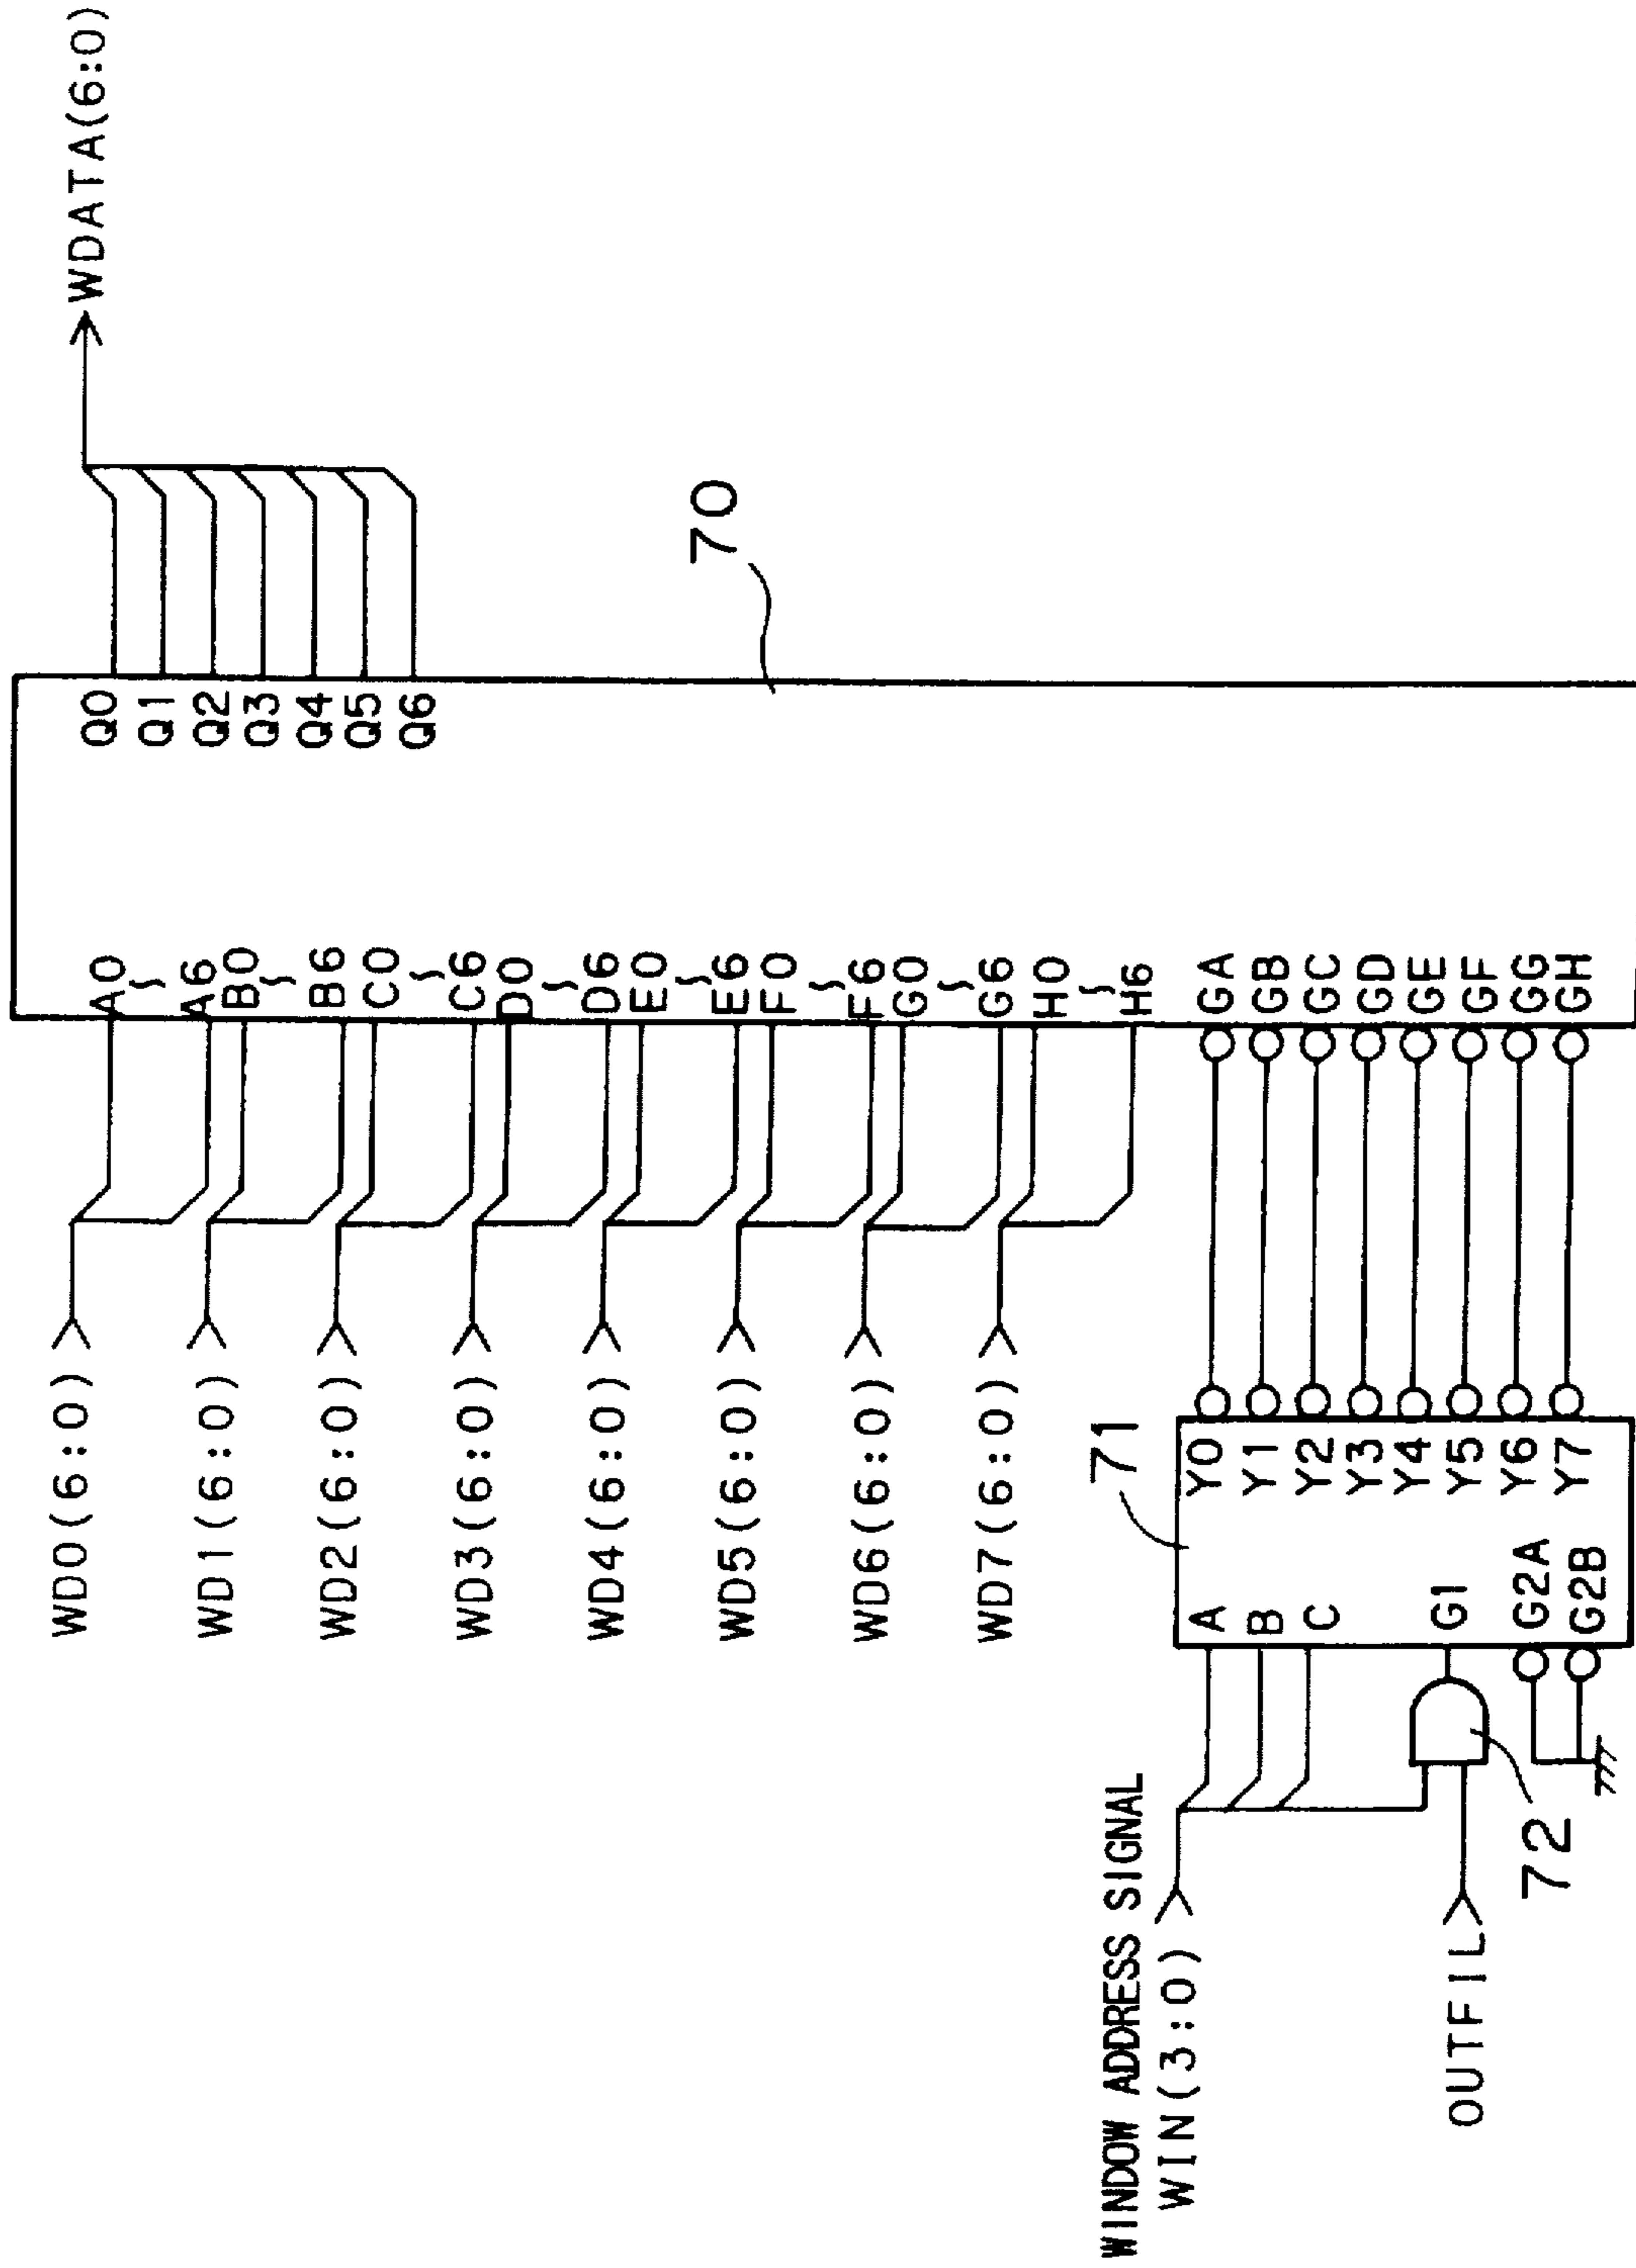 WD0(6:0)
WD1(6:0)
WD2(6:0)
WD3(6:0)
WD4(6:0)
WD5(6:0)
WD6(6:0)
WD7(6:0)
A0
~
A6
B0
~
B6
C0
~
C6
D0
~
D6
E0
~
E6
F0
~
F6
G0
~
G6
H0
~
H6
GA
GB
GC
GD
GE
GF
GG
GH
Q0
Q1
Q2
Q3
Q4
Q5
Q6
WDATA(6:0)
70
71
WINDOW ADDRESS SIGNAL
WIN(3:0)
OUTFIL
72
A
B
C
G1
G2A
G2B
Y0
Y1
Y2
Y3
Y4
Y5
Y6
Y7